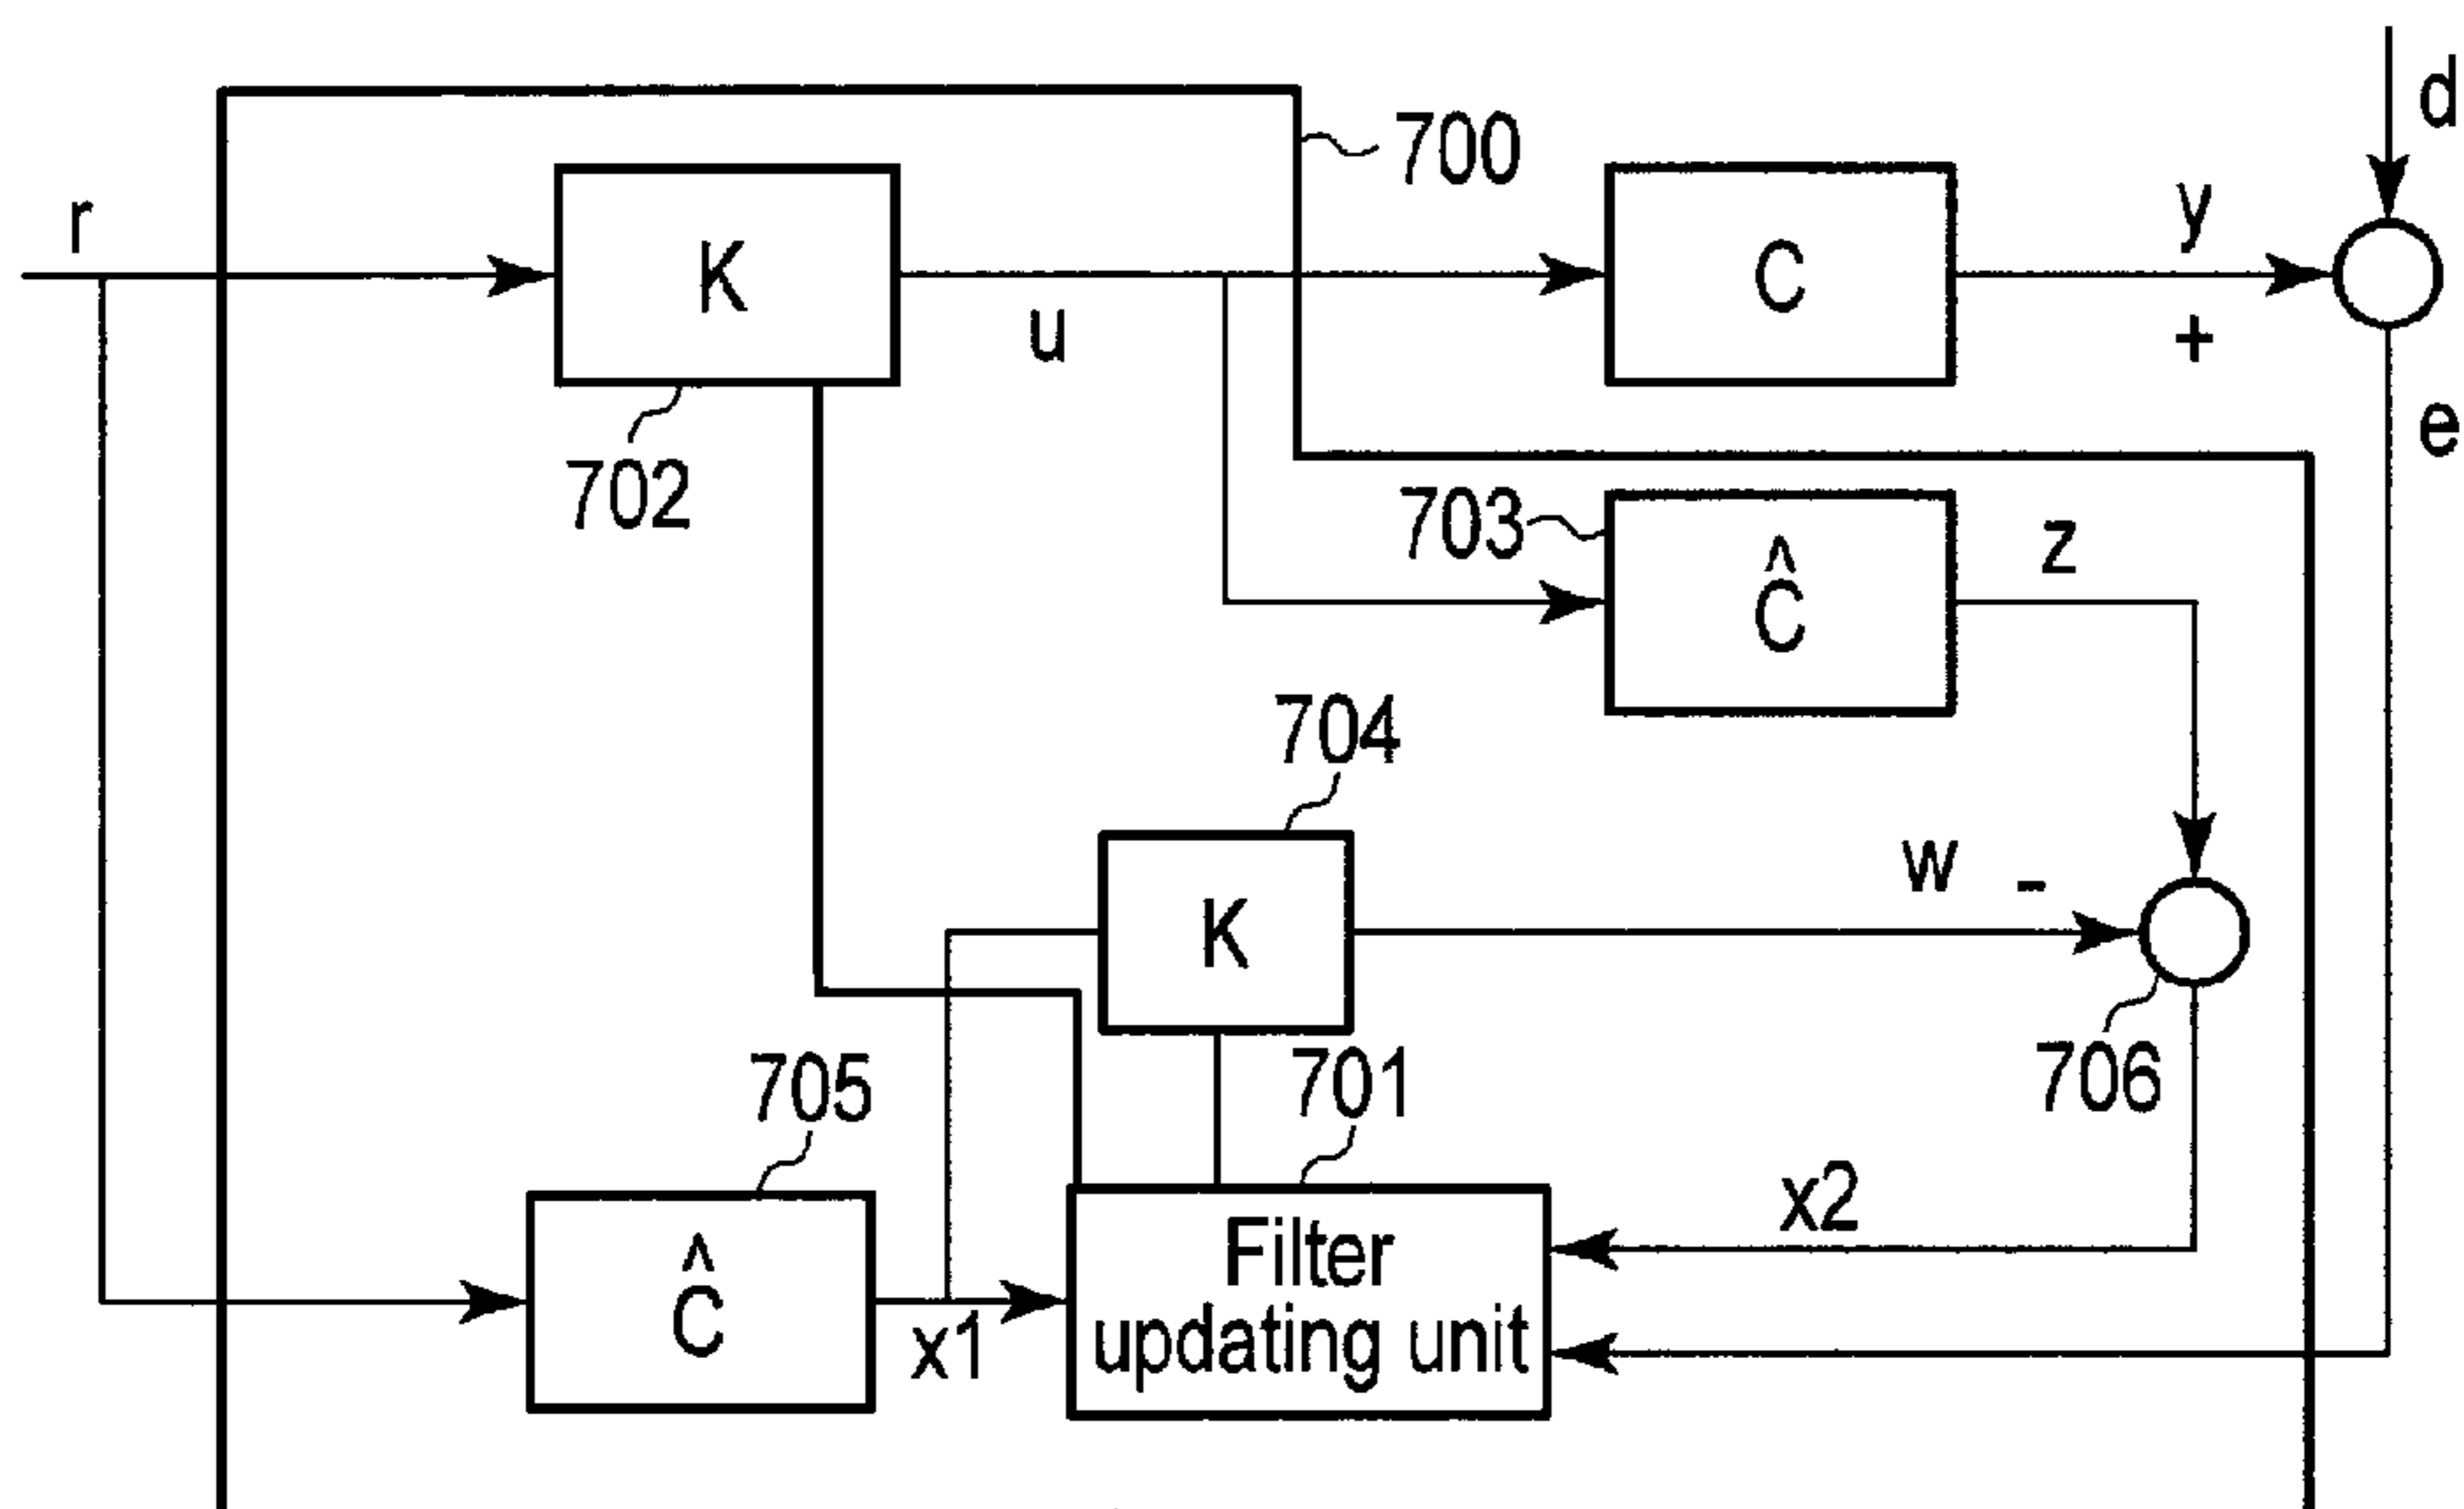 d
700
r
y
K
C
u
+
e
702
703
z
Ĉ
704
w -
K
705
701
706
x2
Filter
updating unit
Ĉ
x1